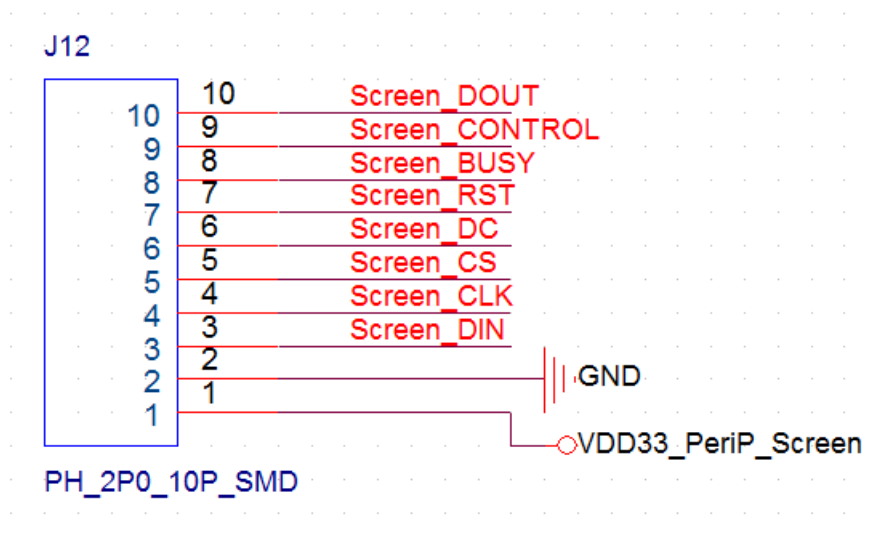 J12
10 10 Screen_DOUT
9 9 Screen_CONTROL
8 8 Screen_BUSY
7 7 Screen_RST
6 6 Screen_DC
5 5 Screen_CS
4 4 Screen_CLK
3 3 Screen_DIN
2 2 GND
1 1 VDD33_PeriP_Screen
PH_2P0_10P_SMD